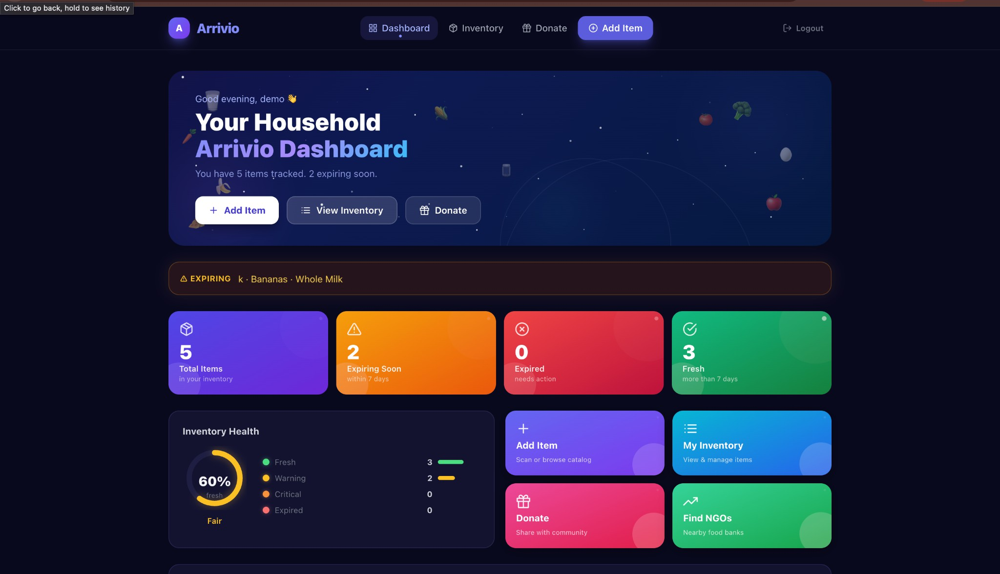 Click to go back, hold to see history
A Arrivio
Dashboard
Inventory
Donate
Add Item
Logout
Good evening, demo 👋
Your Household
Arrivio Dashboard
You have 5 items tracked. 2 expiring soon.
Add Item
View Inventory
Donate
EXPIRING k · Bananas · Whole Milk
5
Total Items
in your inventory
2
Expiring Soon
within 7 days
0
Expired
needs action
3
Fresh
more than 7 days
Inventory Health
60%
fresh
Fair
Fresh 3
Warning 2
Critical 0
Expired 0
Add Item
Scan or browse catalog
My Inventory
View & manage items
Donate
Share with community
Find NGOs
Nearby food banks